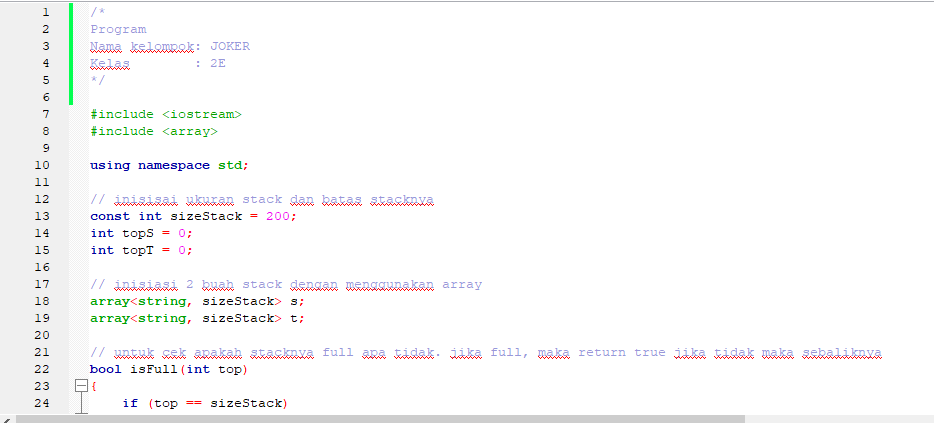 1 /*
2 Program
3 Nama kelompok: JOKER
4 Kelas : 2E
5 */
6
7 #include <iostream>
8 #include <array>
9
10 using namespace std;
11
12 // inisisai ukuran stack dan batas stacknya
13 const int sizeStack = 200;
14 int topS = 0;
15 int topT = 0;
16
17 // inisiasi 2 buah stack dengan menggunakan array
18 array<string, sizeStack> s;
19 array<string, sizeStack> t;
20
21 // untuk cek apakah stacknya full apa tidak. jika full, maka return true jika tidak maka sebaliknya
22 bool isFull(int top)
23 {
24 if (top == sizeStack)